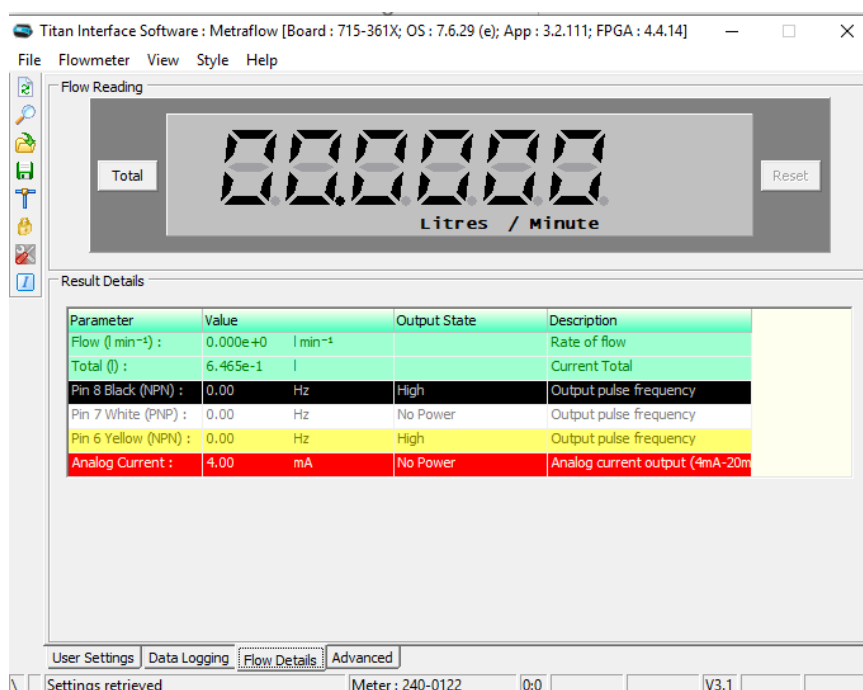 Titan Interface Software : Metraflow [Board : 715-361X; OS : 7.6.29 (e); App : 3.2.111; FPGA : 4.4.14]
File Flowmeter View Style Help
Flow Reading
Total
00.0000
Reset
Litres / Minute
Result Details
Parameter Value Output State Description
Flow (l min⁻¹) : 0.000e+0 l min⁻¹ Rate of flow
Total (l) : 6.465e-1 l Current Total
Pin 8 Black (NPN) : 0.00 Hz High Output pulse frequency
Pin 7 White (PNP) : 0.00 Hz No Power Output pulse frequency
Pin 6 Yellow (NPN) : 0.00 Hz High Output pulse frequency
Analog Current : 4.00 mA No Power Analog current output (4mA-20m
User Settings Data Logging Flow Details Advanced
Settings retrieved Meter : 240-0122 0:0 V3.1